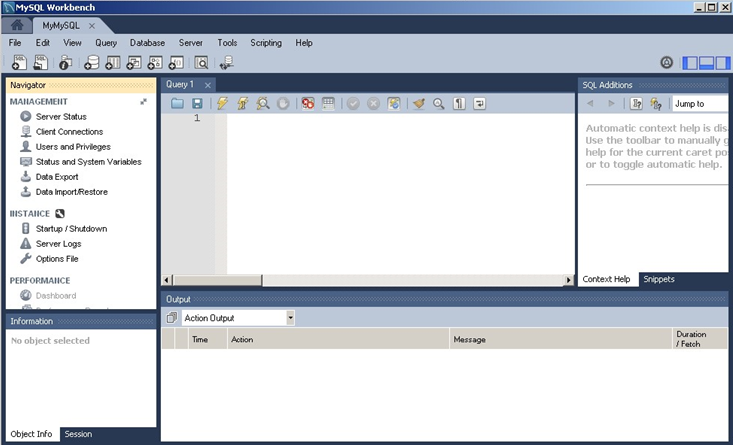 MySQL Workbench
MyMySQL
File Edit View Query Database Server Tools Scripting Help
Navigator
MANAGEMENT
Server Status
Client Connections
Users and Privileges
Status and System Variables
Data Export
Data Import/Restore
INSTANCE
Startup / Shutdown
Server Logs
Options File
PERFORMANCE
Dashboard
Information
No object selected
Object Info Session
Query 1
1
SQL Additions
Jump to
Automatic context help is disa
Use the toolbar to manually g
help for the current caret po
or to toggle automatic help.
Context Help Snippets
Output
Action Output
Time Action Message Duration
/ Fetch